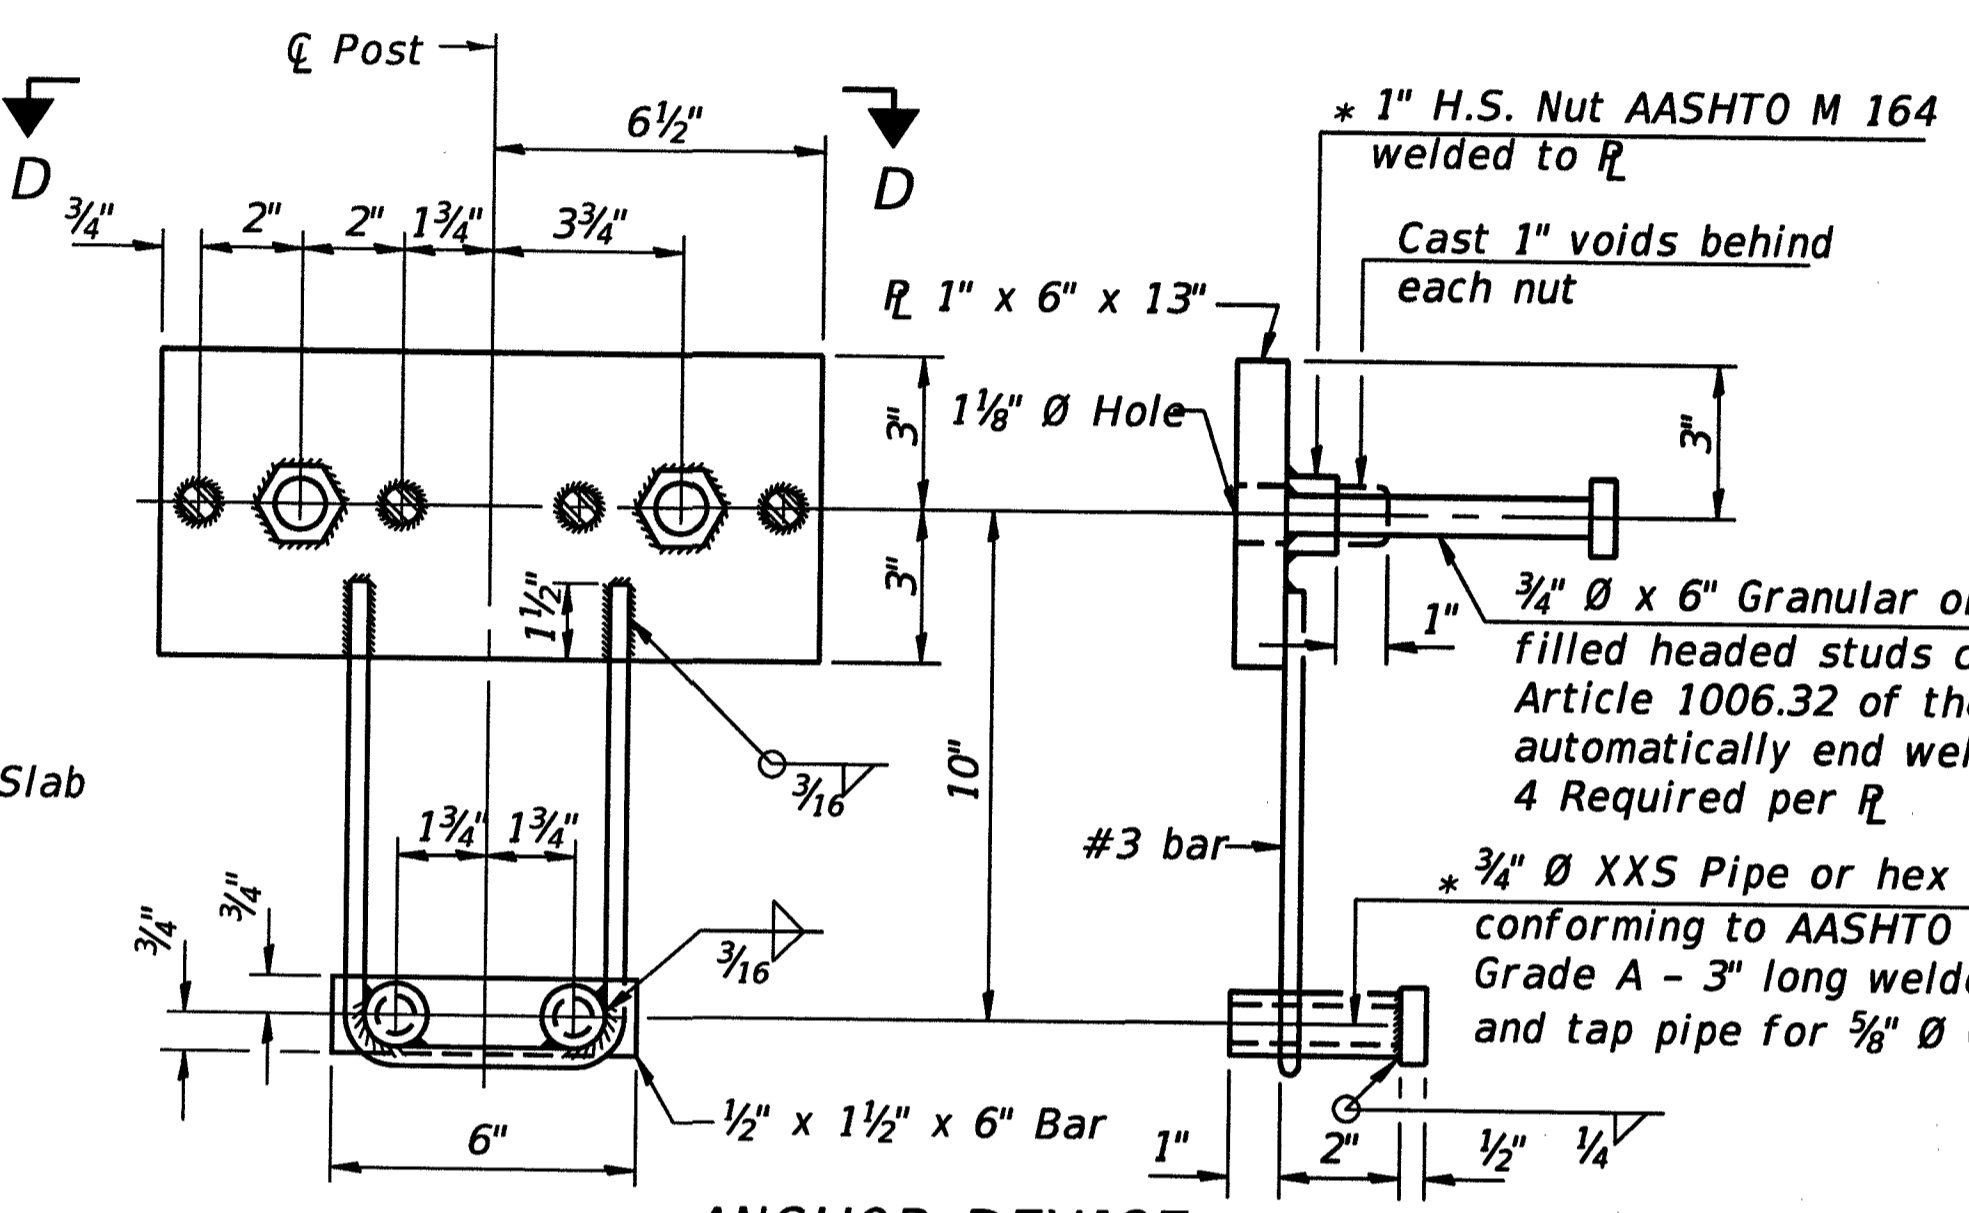 ℄ Post
D
D
6½"
¾"
2"
2"
1¾"
3¾"
* 1" H.S. Nut AASHTO M 164
welded to ℞
Cast 1" voids behind
each nut
℞ 1" x 6" x 13"
1⅛" Ø Hole
3"
3"
3"
1½"
1"
10"
¾" Ø x 6" Granular or
filled headed studs
Article 1006.32 of the
automatically end
4 Required per ℞
Slab
3/16
1¾"
1¾"
#3 bar
¾"
¾"
3/16
* ¾" Ø XXS Pipe or hex
conforming to AASHTO
Grade A - 3" long
and tap pipe for ⅝" Ø
½" x 1½" x 6" Bar
6"
1"
2"
½"
¼
ANCHOR DEVICE